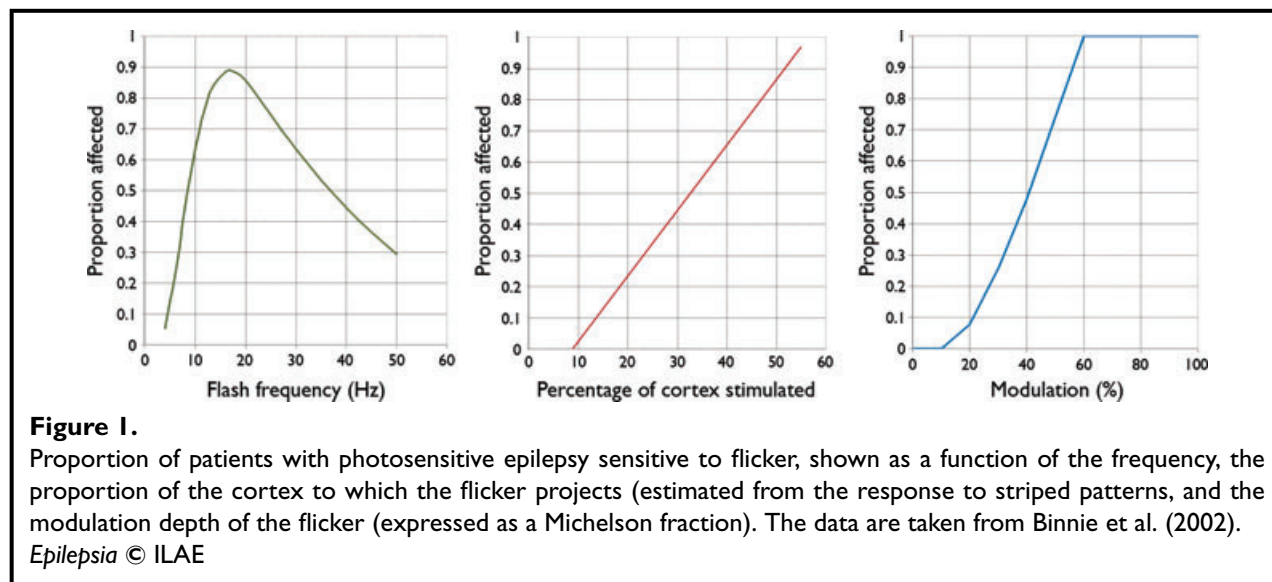 Proportion affected
1
0.9
0.8
0.7
0.6
0.5
0.4
0.3
0.2
0.1
0
0 10 20 30 40 50 60
Flash frequency (Hz)
Proportion affected
1
0.9
0.8
0.7
0.6
0.5
0.4
0.3
0.2
0.1
0
0 10 20 30 40 50 60
Percentage of cortex stimulated
Proportion affected
1
0.9
0.8
0.7
0.6
0.5
0.4
0.3
0.2
0.1
0
0 20 40 60 80 100
Modulation (%)
Figure 1.
Proportion of patients with photosensitive epilepsy sensitive to flicker, shown as a function of the frequency, the
proportion of the cortex to which the flicker projects (estimated from the response to striped patterns, and the
modulation depth of the flicker (expressed as a Michelson fraction). The data are taken from Binnie et al. (2002).
Epilepsia © ILAE